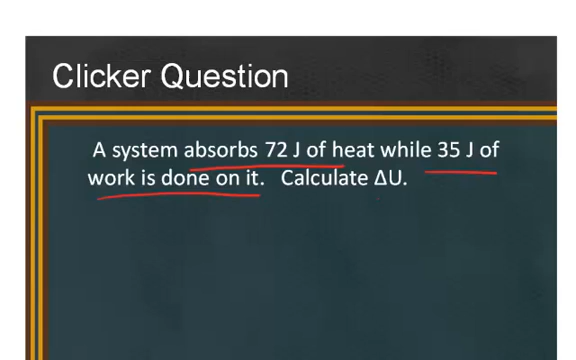 Clicker Question
A system absorbs 72 J of heat while 35 J of
work is done on it. Calculate ΔU.